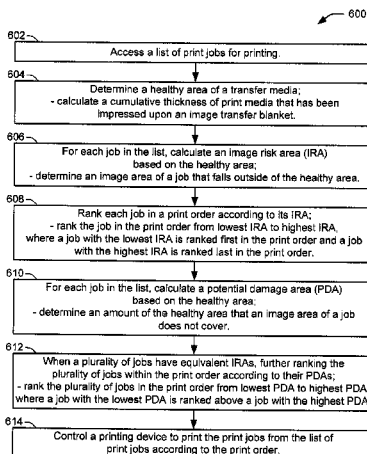 600
602
Access a list of print jobs for printing.
604
Determine a healthy area of a transfer media;
- calculate a cumulative thickness of print media that has been
impressed upon an image transfer blanket.
606
For each job in the list, calculate an image risk area (IRA)
based on the healthy area;
- determine an image area of a job that falls outside of the healthy area.
608
Rank each job in a print order according to its IRA;
- rank the job in the print order from lowest IRA to highest IRA,
where a job with the lowest IRA is ranked first in the print order and a job
with the highest IRA is ranked last in the print order.
610
For each job in the list, calculate a potential damage area (PDA)
based on the healthy area;
- determine an amount of the healthy area that an image area of a job
does not cover.
612
When a plurality of jobs have equivalent IRAs, further ranking the
plurality of jobs within the print order according to their PDAs;
- rank the plurality of jobs in the print order from lowest PDA to highest PDA,
where a job with the lowest PDA is ranked above a job with the highest PDA.
614
Control a printing device to print the print jobs from the list of
print jobs according to the print order.